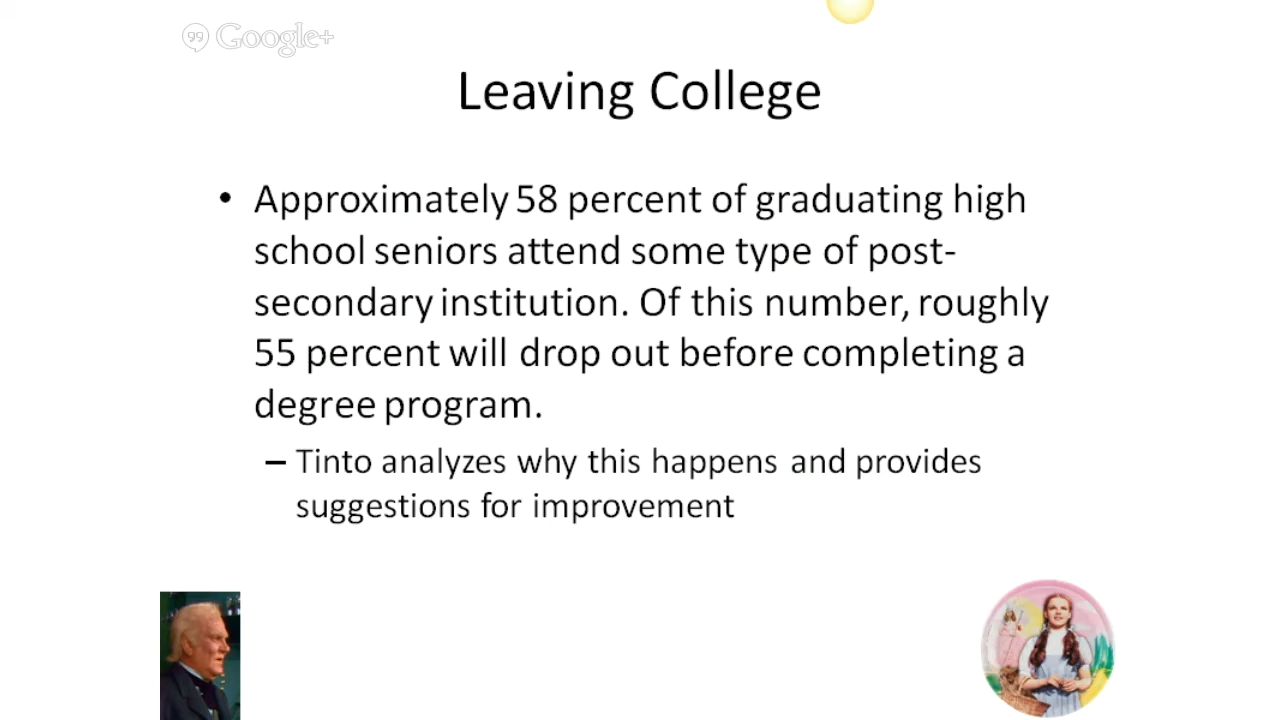 Google+
Leaving College
• Approximately 58 percent of graduating high
school seniors attend some type of post-
secondary institution. Of this number, roughly
55 percent will drop out before completing a
degree program.
– Tinto analyzes why this happens and provides
suggestions for improvement